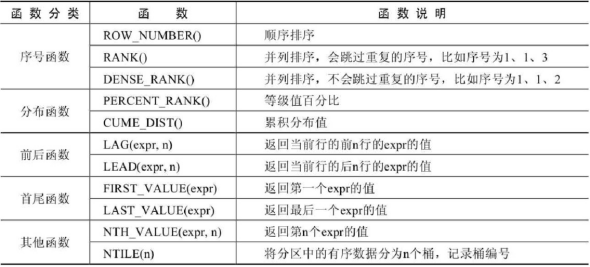 函数分类 函数 函数说明
序号函数 ROW_NUMBER() 顺序排序
RANK() 并列排序，会跳过重复的序号，比如序号为1、1、3
DENSE_RANK() 并列排序，不会跳过重复的序号，比如序号为1、1、2
分布函数 PERCENT_RANK() 等级值百分比
CUME_DIST() 累积分布值
前后函数 LAG(expr, n) 返回当前行的前n行的expr的值
LEAD(expr, n) 返回当前行的后n行的expr的值
首尾函数 FIRST_VALUE(expr) 返回第一个expr的值
LAST_VALUE(expr) 返回最后一个expr的值
其他函数 NTH_VALUE(expr, n) 返回第n个expr的值
NTILE(n) 将分区中的有序数据分为n个桶，记录桶编号